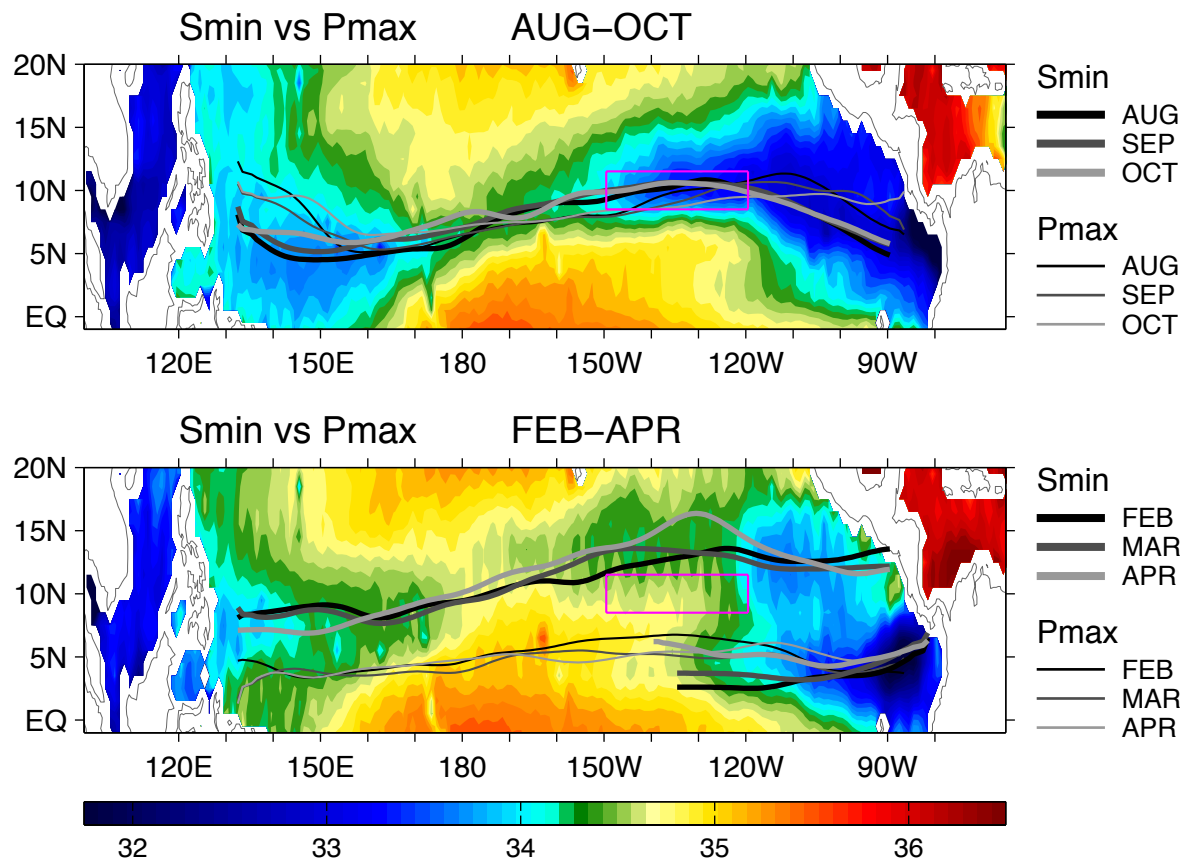 Smin vs Pmax AUG–OCT
20N
15N
10N
5N
EQ
120E 150E 180 150W 120W 90W
Smin
AUG
SEP
OCT
Pmax
AUG
SEP
OCT
Smin vs Pmax FEB–APR
20N
15N
10N
5N
EQ
120E 150E 180 150W 120W 90W
Smin
FEB
MAR
APR
Pmax
FEB
MAR
APR
32 33 34 35 36